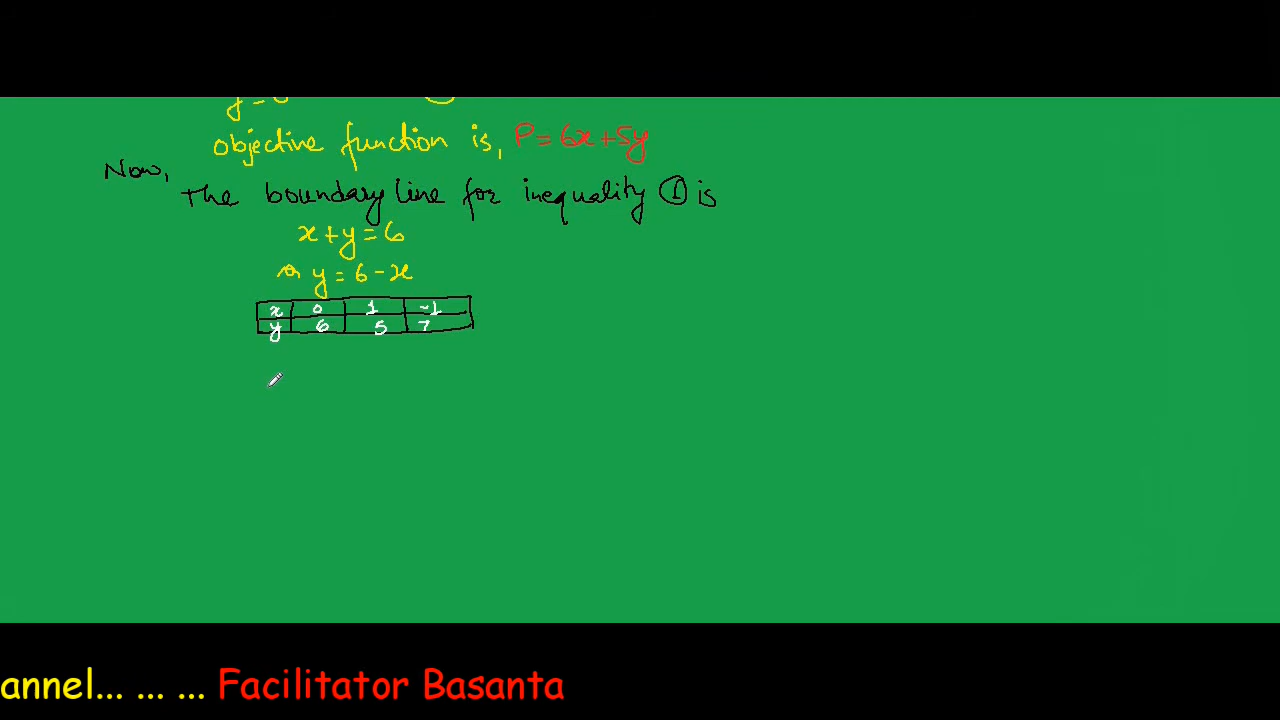 objective function is, P = 6x+5y
Now,
The boundary line for inequality ① is
x + y = 6
or y = 6 - x
x 0 1 -1
y 6 5 7
annel... ... ... Facilitator Basanta